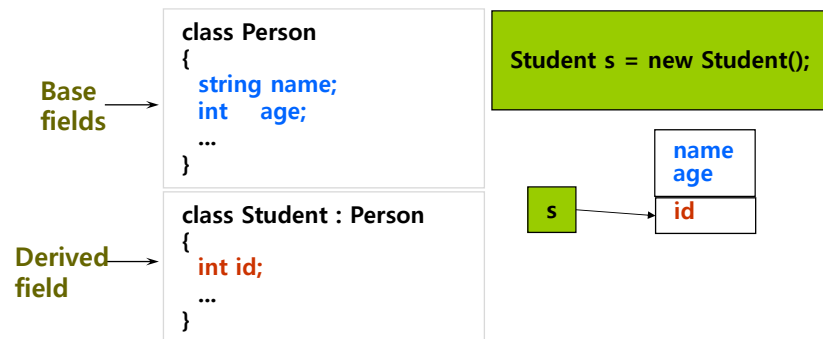 class Person
{
string name;
int age;
...
}
Base
fields
class Student : Person
{
int id;
...
}
Derived
field
Student s = new Student();
name
age
s
id